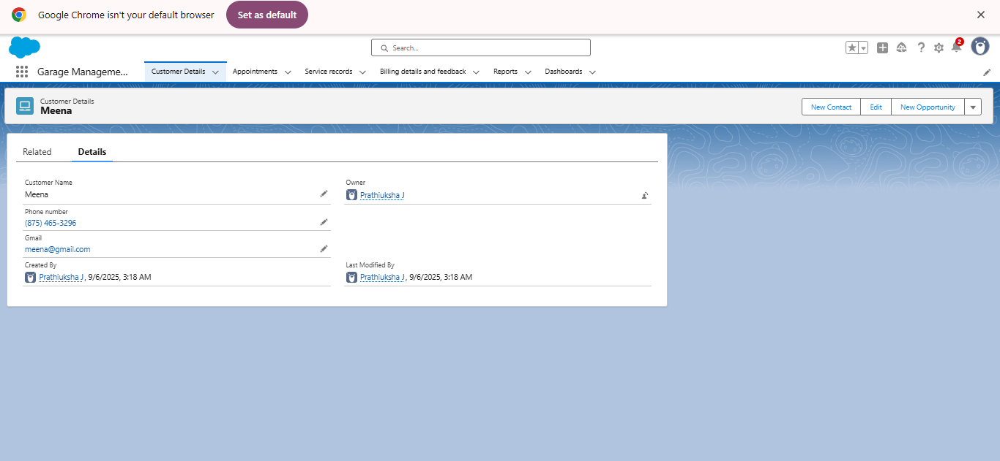 Google Chrome isn't your default browser
Set as default
Search...
2
Garage Manageme...
Customer Details
Appointments
Service records
Billing details and feedback
Reports
Dashboards
Customer Details
Meena
New Contact
Edit
New Opportunity
Related
Details
Customer Name
Meena
Owner
Prathiuksha J
Phone number
(875) 465-3296
Gmail
meena@gmail.com
Created By
Prathiuksha J, 9/6/2025, 3:18 AM
Last Modified By
Prathiuksha J, 9/6/2025, 3:18 AM